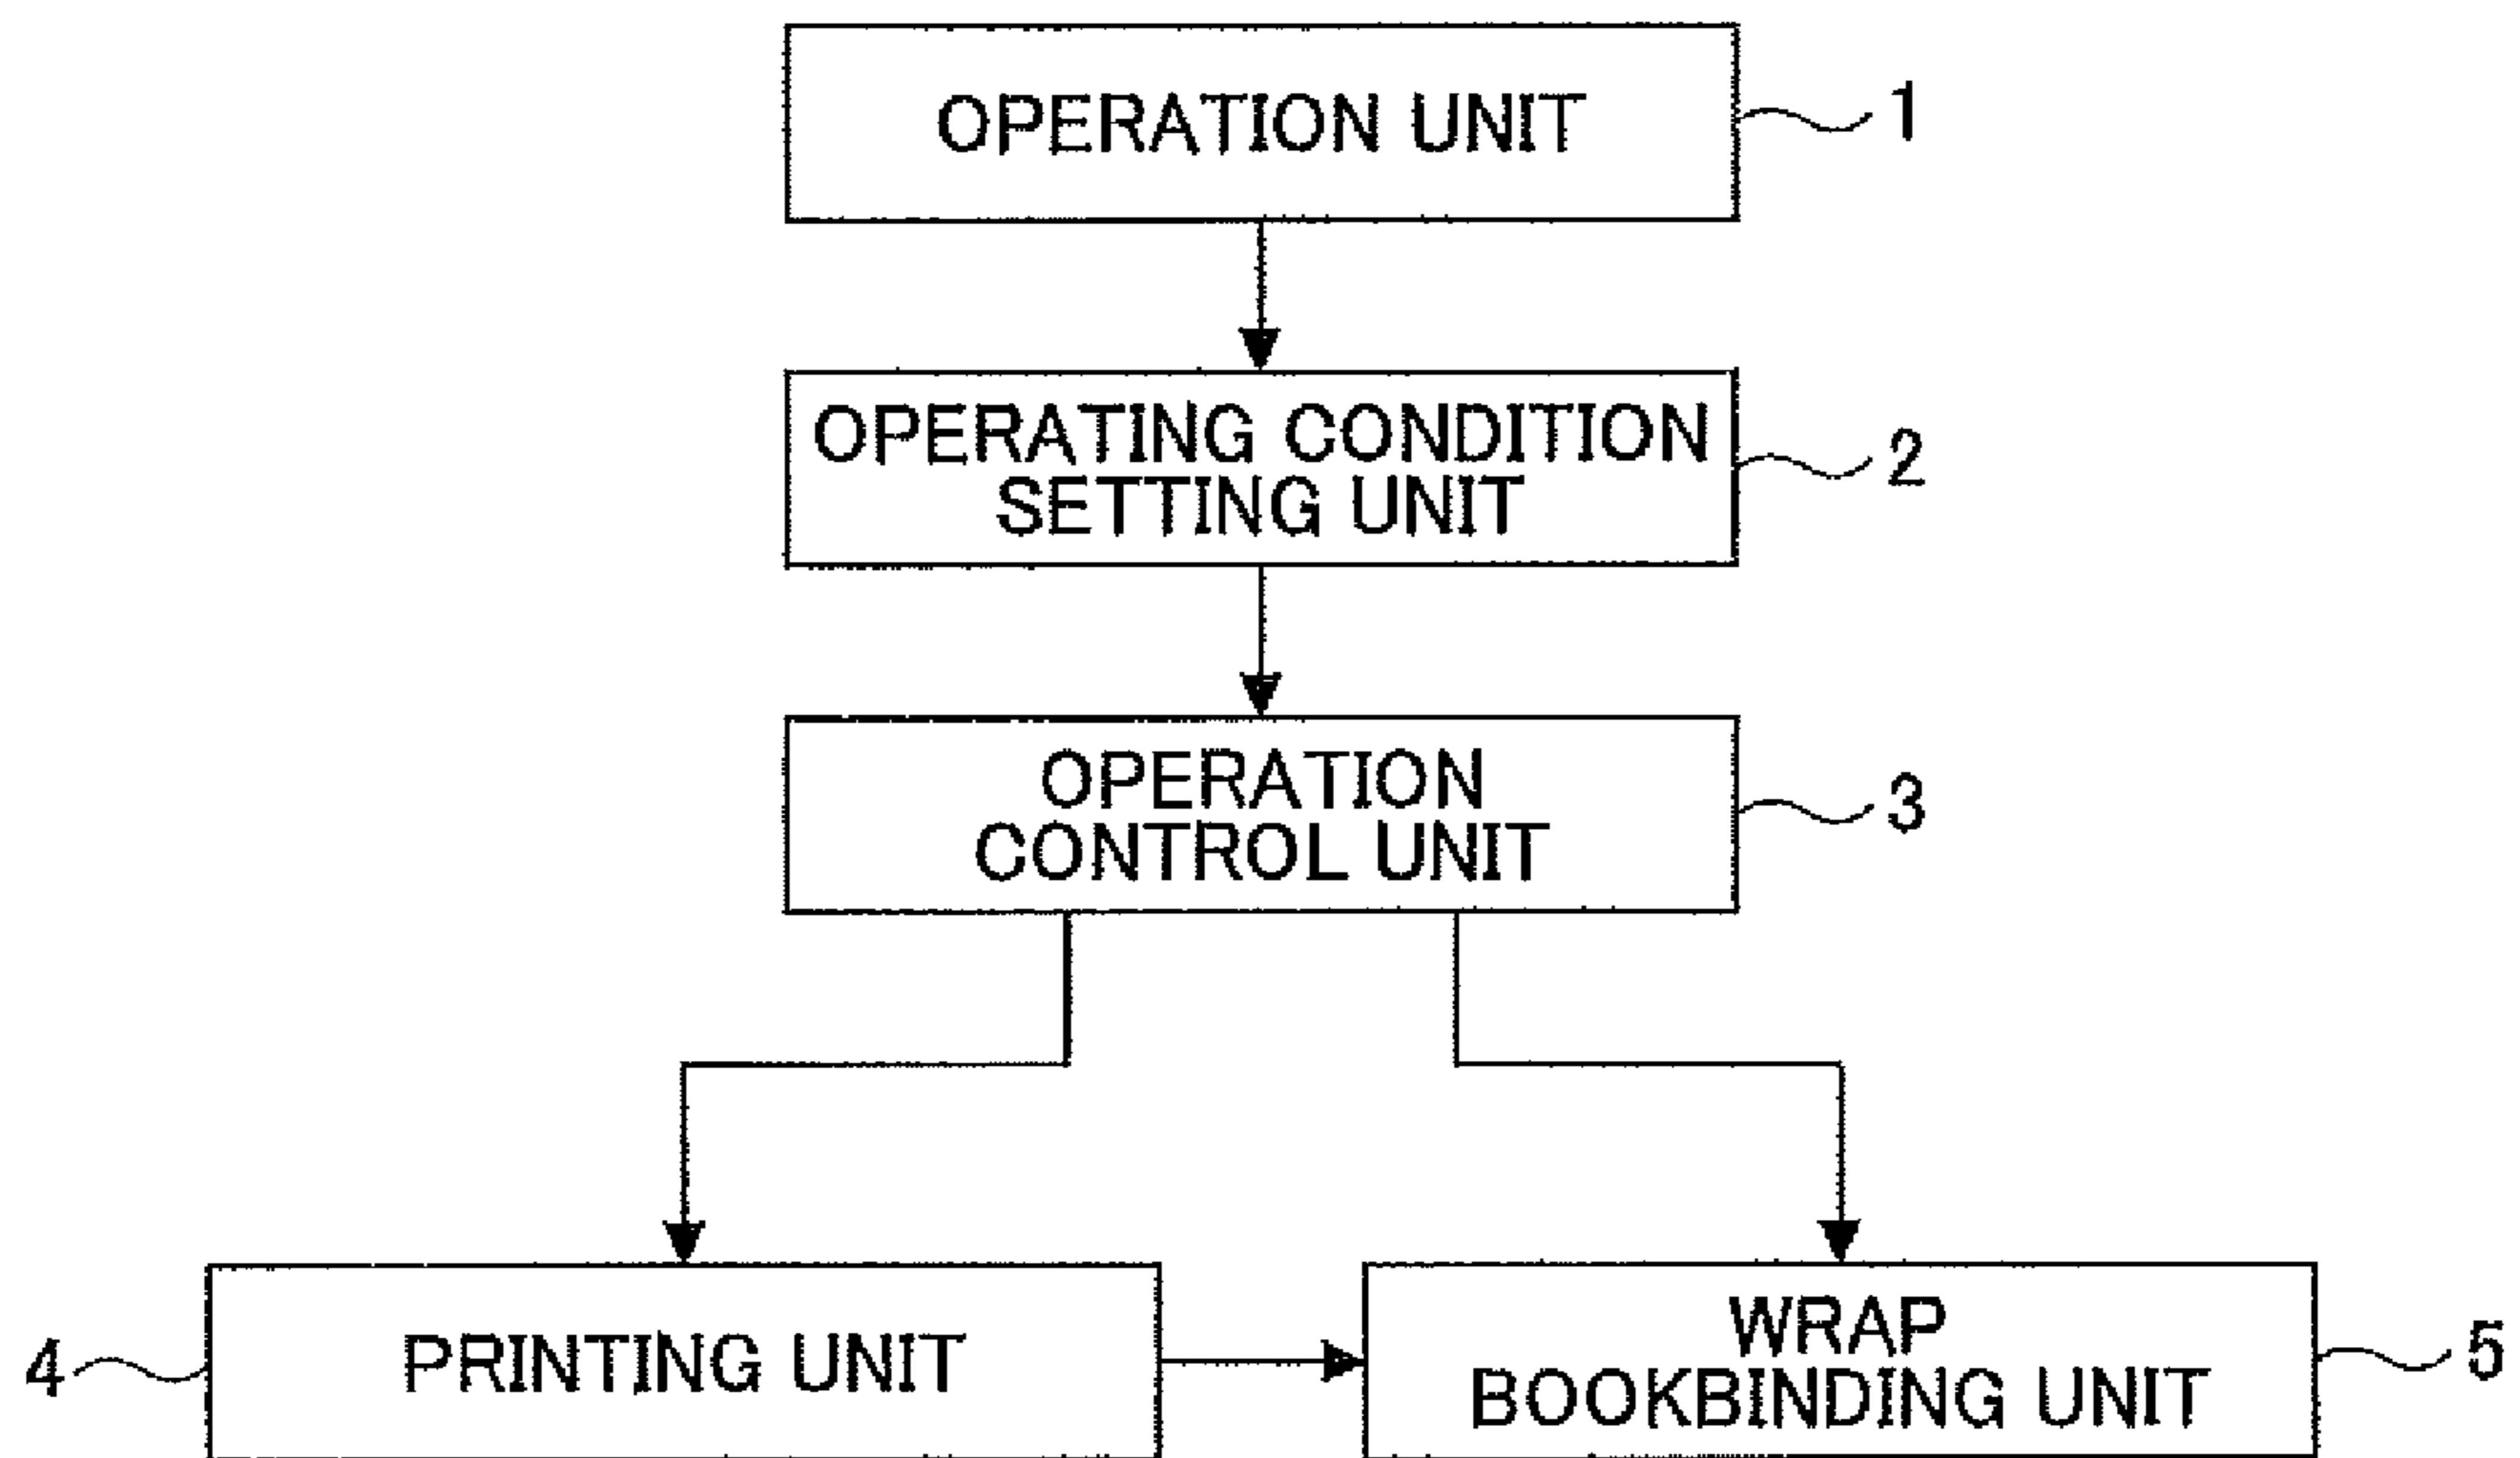 OPERATION UNIT
1
OPERATING CONDITION
SETTING UNIT
2
OPERATION
CONTROL UNIT
3
4
PRINTING UNIT
WRAP
BOOKBINDING UNIT
5